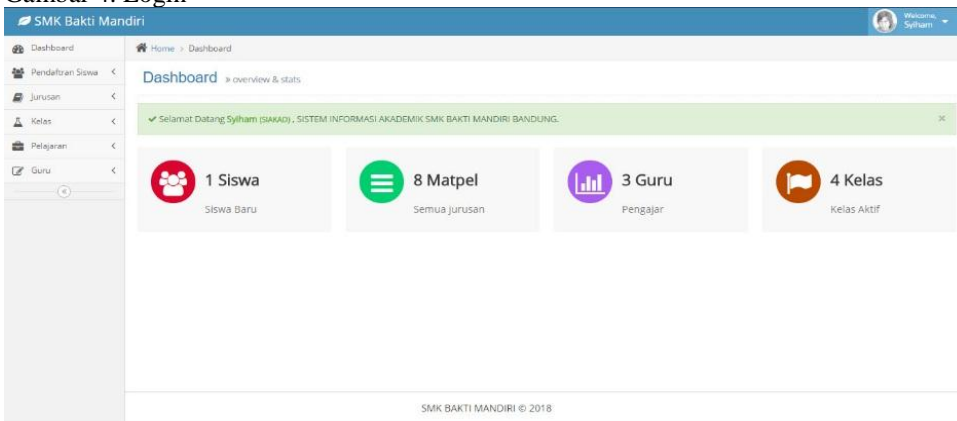 Gambar 4. Login
SMK Bakti Mandiri
Welcome,
Syiham
Dashboard
Pendaftran Siswa
Jurusan
Kelas
Pelajaran
Guru
Home > Dashboard
Dashboard » overview & stats
Selamat Datang Syiham (SIAKAD) , SISTEM INFORMASI AKADEMIK SMK BAKTI MANDIRI BANDUNG.
1 Siswa
Siswa Baru
8 Matpel
Semua Jurusan
3 Guru
Pengajar
4 Kelas
Kelas Aktif
SMK BAKTI MANDIRI © 2018